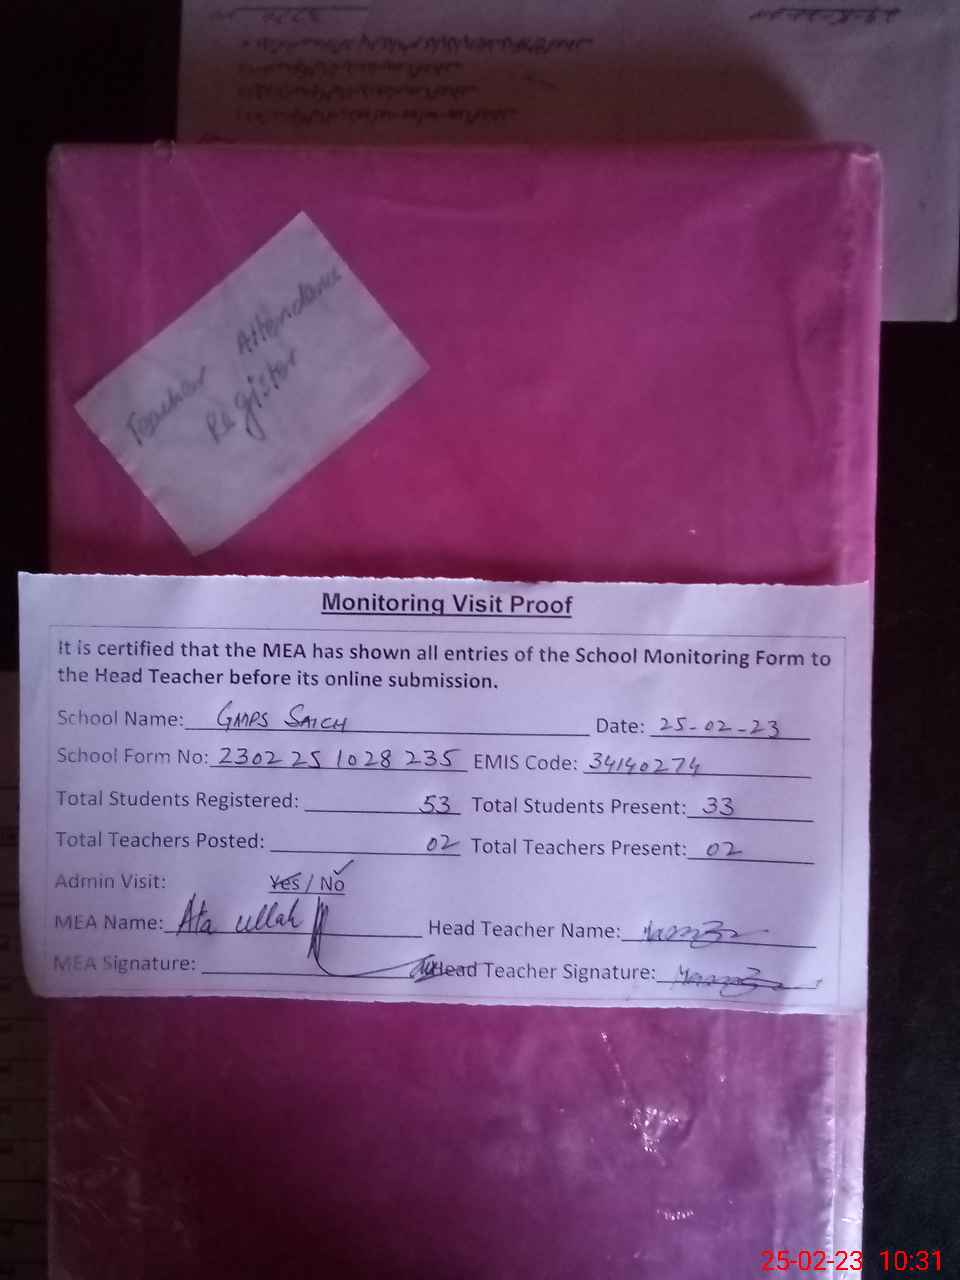 Teacher Attendance
Register
Monitoring Visit Proof
It is certified that the MEA has shown all entries of the School Monitoring Form to
the Head Teacher before its online submission.
School Name: GMPS SAICH Date: 25-02-23
School Form No: 2302 25 1028 235 EMIS Code: 34140274
Total Students Registered: 53 Total Students Present: 33
Total Teachers Posted: 02 Total Teachers Present: 02
Admin Visit: Yes / No
MEA Name: Ata ullah Head Teacher Name:
MEA Signature: Head Teacher Signature:
25-02-23 10:31